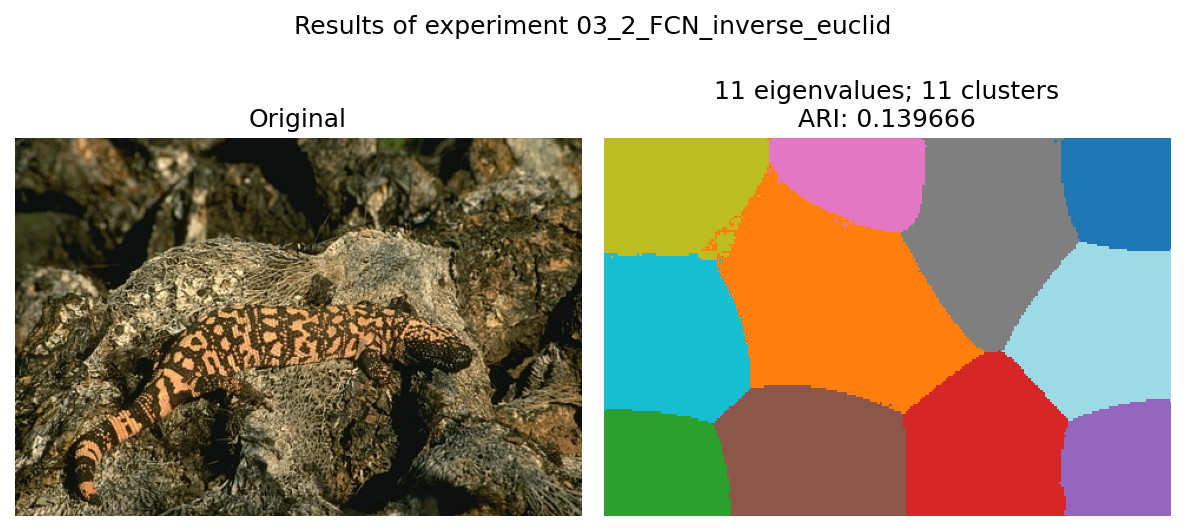 Results of experiment 03_2_FCN_inverse_euclid
Original
11 eigenvalues; 11 clusters
ARI: 0.139666